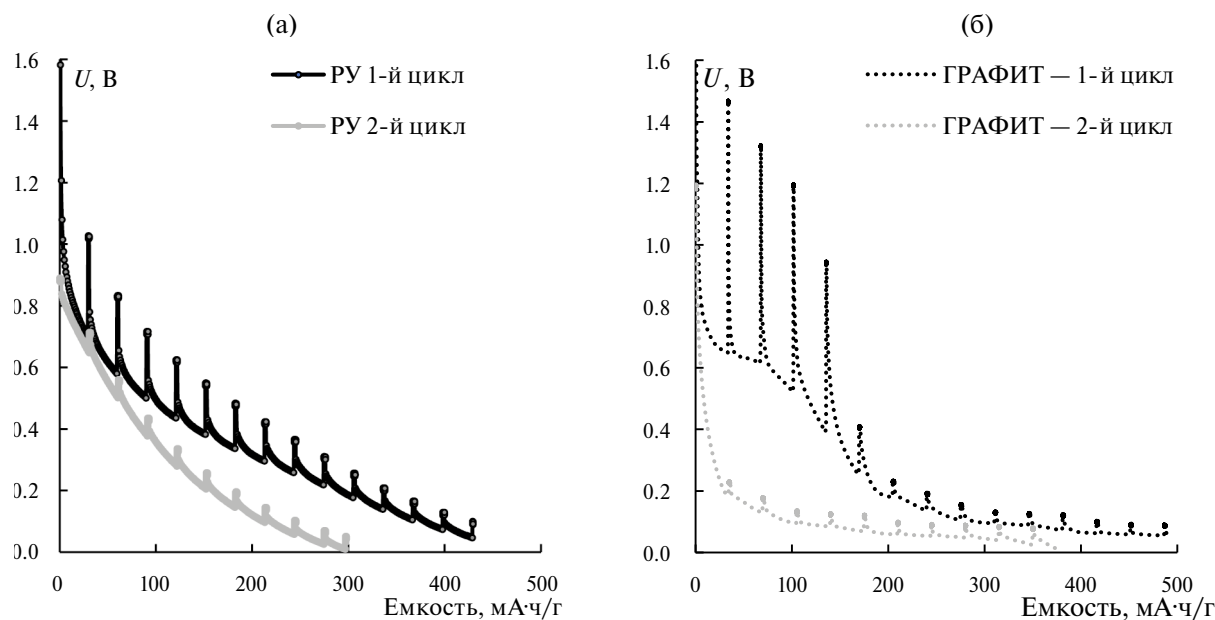 (а)
1.6
U, В
РУ 1-й цикл
1.4
РУ 2-й цикл
1.2
1.0
0.8
0.6
0.4
0.2
0.0
0 100 200 300 400 500
Емкость, мА·ч/г
(б)
1.6
U, В
ГРАФИТ — 1-й цикл
1.4
ГРАФИТ — 2-й цикл
1.2
1.0
0.8
0.6
0.4
0.2
0.0
0 100 200 300 400 500
Емкость, мА·ч/г